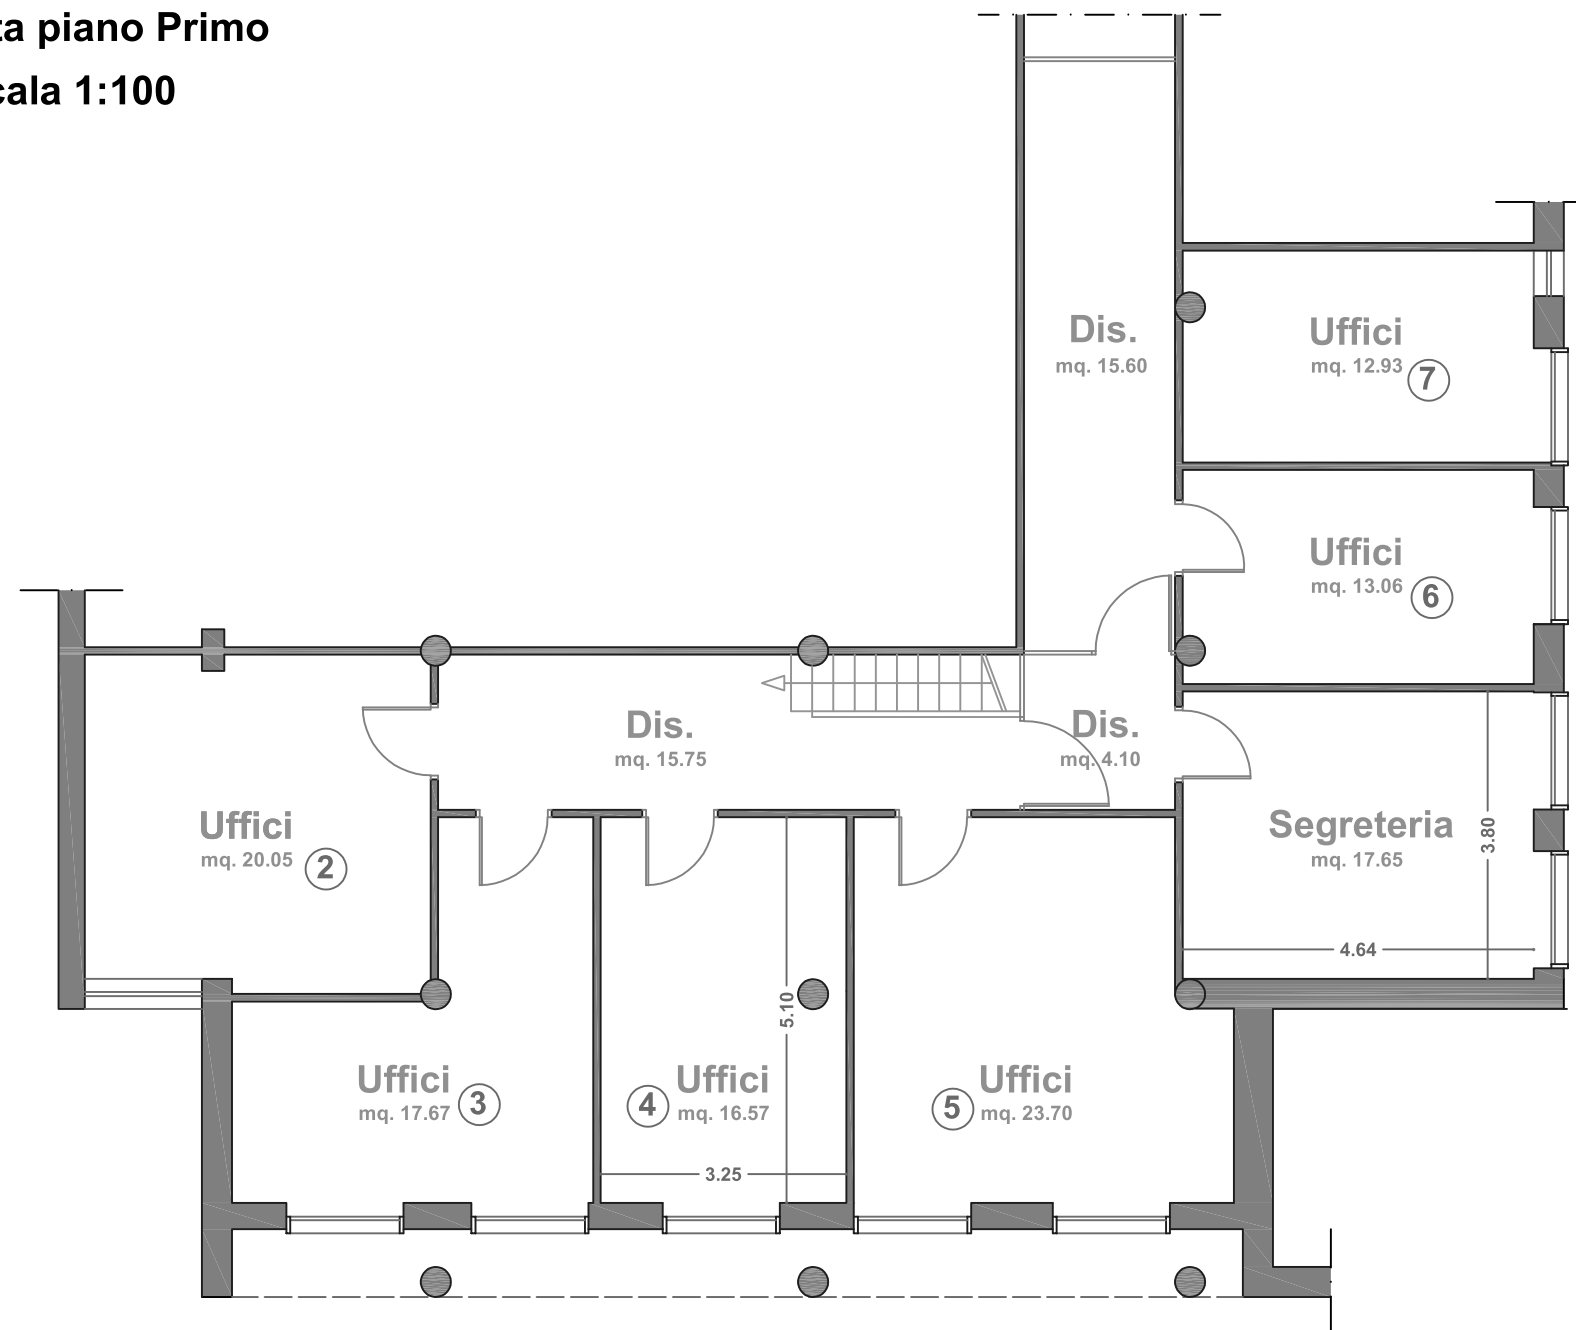 ta piano Primo
cala 1:100
Dis.
mq. 15.60
Uffici
mq. 12.93
7
Uffici
mq. 13.06
6
Dis.
mq. 15.75
Dis.
mq. 4.10
Uffici
mq. 20.05
2
Segreteria
mq. 17.65
3.80
4.64
5.10
Uffici
mq. 17.67
3
4
Uffici
mq. 16.57
5
Uffici
mq. 23.70
3.25